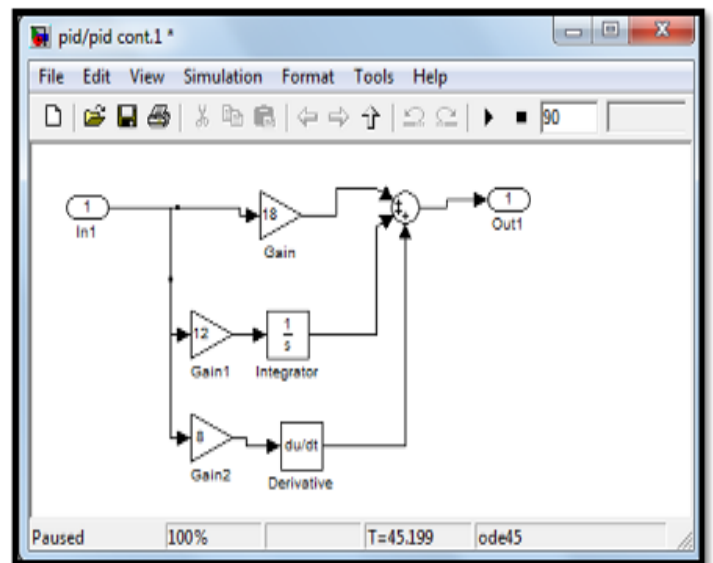 pid/pid cont.1 *
File Edit View Simulation Format Tools Help
90
1
In1
18
Gain
1
Out1
12
Gain1
1
s
Integrator
8
Gain2
du/dt
Derivative
Paused 100% T=45.199 ode45